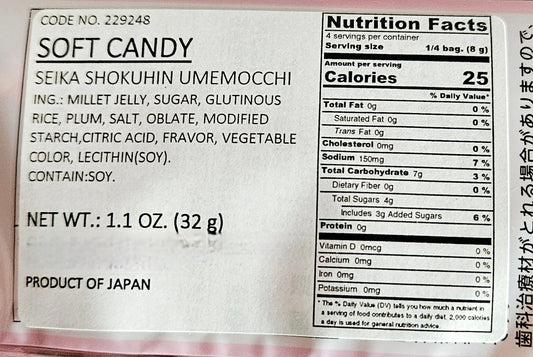 CODE NO. 229248
SOFT CANDY
SEIKA SHOKUHIN UMEMOCCHI
ING.: MILLET JELLY, SUGAR, GLUTINOUS
RICE, PLUM, SALT, OBLATE, MODIFIED
STARCH,CITRIC ACID, FRAVOR, VEGETABLE
COLOR, LECITHIN(SOY).
CONTAIN:SOY.
NET WT.: 1.1 OZ. (32 g)
PRODUCT OF JAPAN
Nutrition Facts
4 servings per container
Serving size 1/4 bag. (8 g)
Amount per serving
Calories 25
% Daily Value*
Total Fat 0g 0 %
Saturated Fat 0g 0 %
Trans Fat 0g
Cholesterol 0mg 0 %
Sodium 150mg 7 %
Total Carbohydrate 7g 3 %
Dietary Fiber 0g 0 %
Total Sugars 4g
Includes 3g Added Sugars 6 %
Protein 0g
Vitamin D 0mcg 0 %
Calcium 0mg 0 %
Iron 0mg 0 %
Potassium 0mg 0 %
* The % Daily Value (DV) tells you how much a nutrient in
a serving of food contributes to a daily diet. 2,000 calories
a day is used for general nutrition advice.
歯科治療材がとれる場合がありますので、